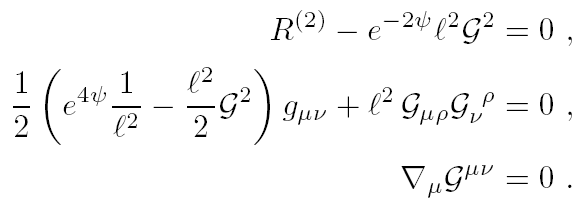 $R^{(2)} - e^{-2\psi} \ell^2 \mathcal{G}^2 = 0 \ ,$
$\frac{1}{2} \left( e^{4\psi} \frac{1}{\ell^2} - \frac{\ell^2}{2} \mathcal{G}^2 \right) g_{\mu\nu} + \ell^2 \, \mathcal{G}_{\mu\rho} \mathcal{G}_{\nu}{}^{\rho} = 0 \ ,$
$\nabla_{\mu} \mathcal{G}^{\mu\nu} = 0 \ .$